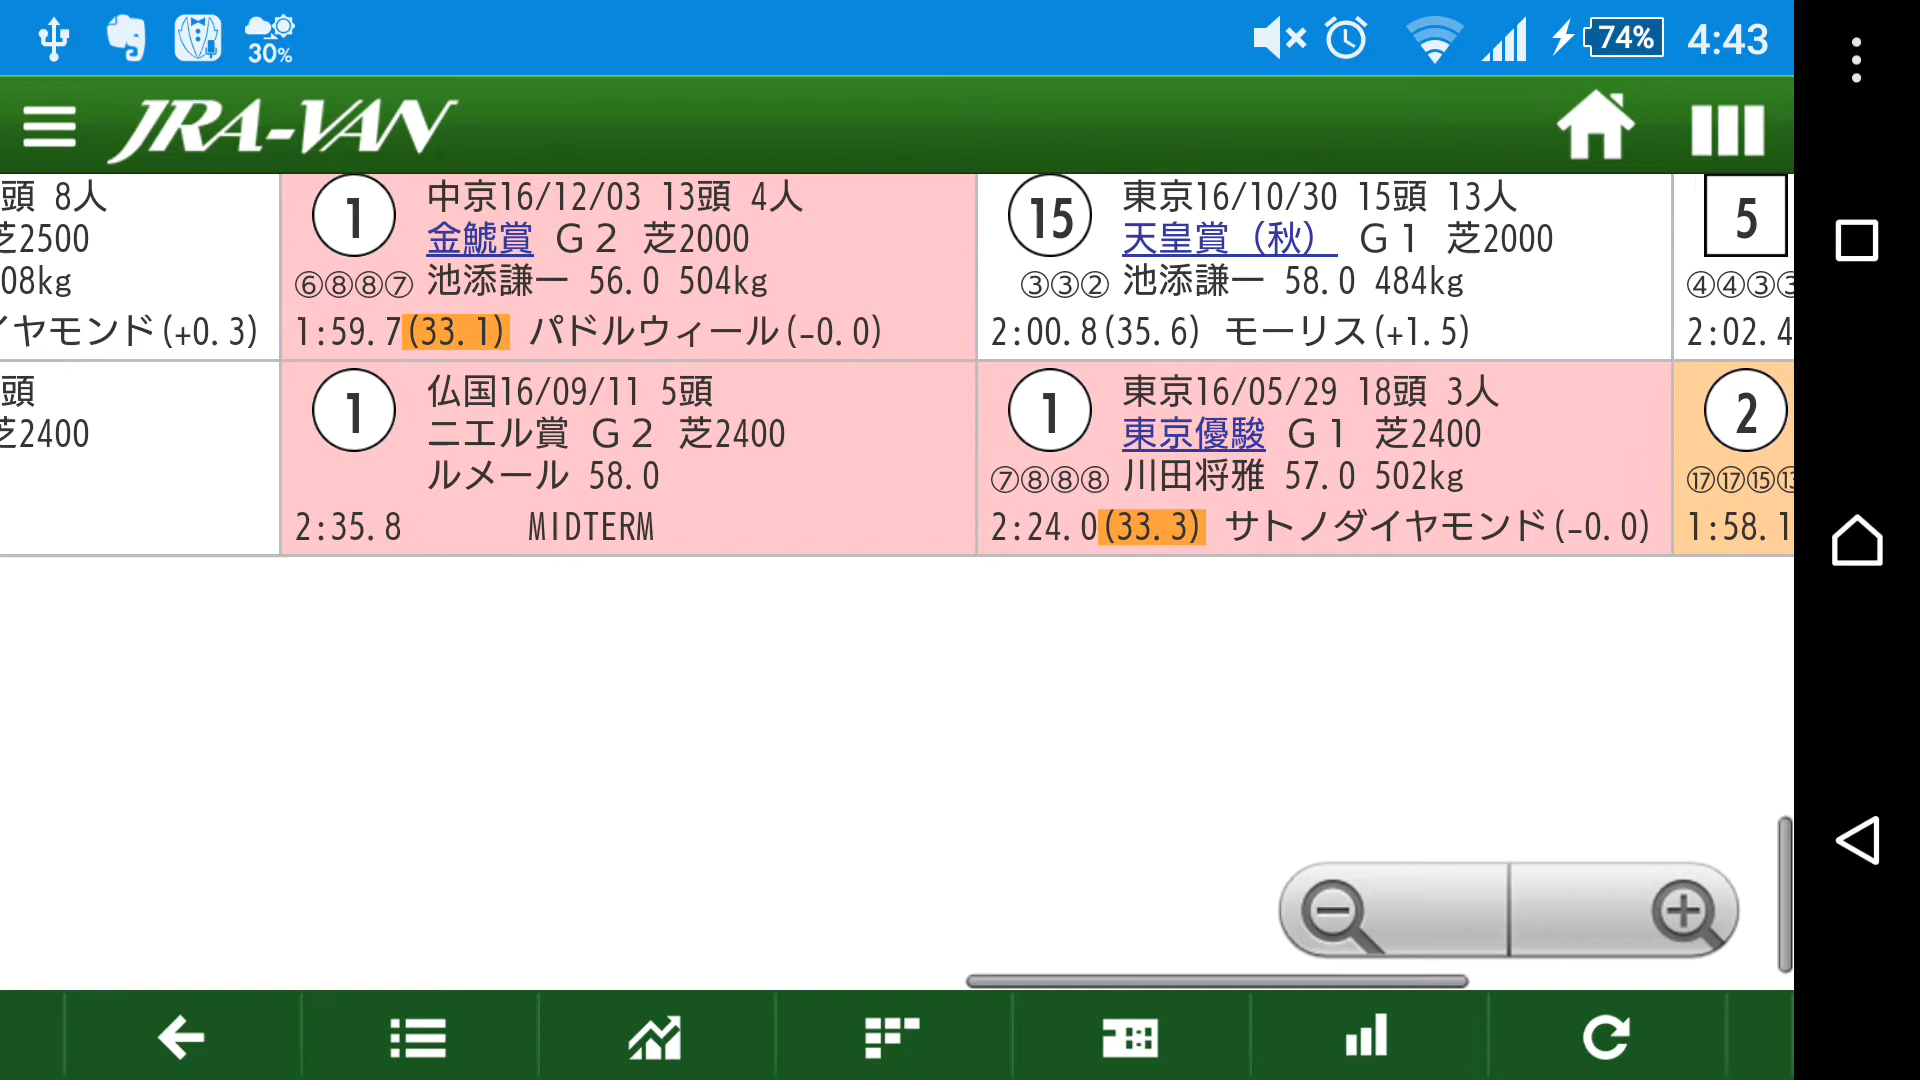 30%
74%
4:43
JRA-VAN
頭 8人
芝2500
08kg
イヤモンド(+0.3)
1
中京16/12/03 13頭 4人
金鯱賞 G2 芝2000
⑥⑧⑧⑦ 池添謙一 56.0 504kg
1:59.7(33.1) パドルウィール(-0.0)
15
東京16/10/30 15頭 13人
天皇賞（秋） G1 芝2000
③③② 池添謙一 58.0 484kg
2:00.8(35.6) モーリス(+1.5)
5
④④③③
2:02.4
頭
芝2400
1
仏国16/09/11 5頭
ニエル賞 G2 芝2400
ルメール 58.0
2:35.8 MIDTERM
1
東京16/05/29 18頭 3人
東京優駿 G1 芝2400
⑦⑧⑧⑧ 川田将雅 57.0 502kg
2:24.0(33.3) サトノダイヤモンド(-0.0)
2
⑰⑰⑮⑬
1:58.1